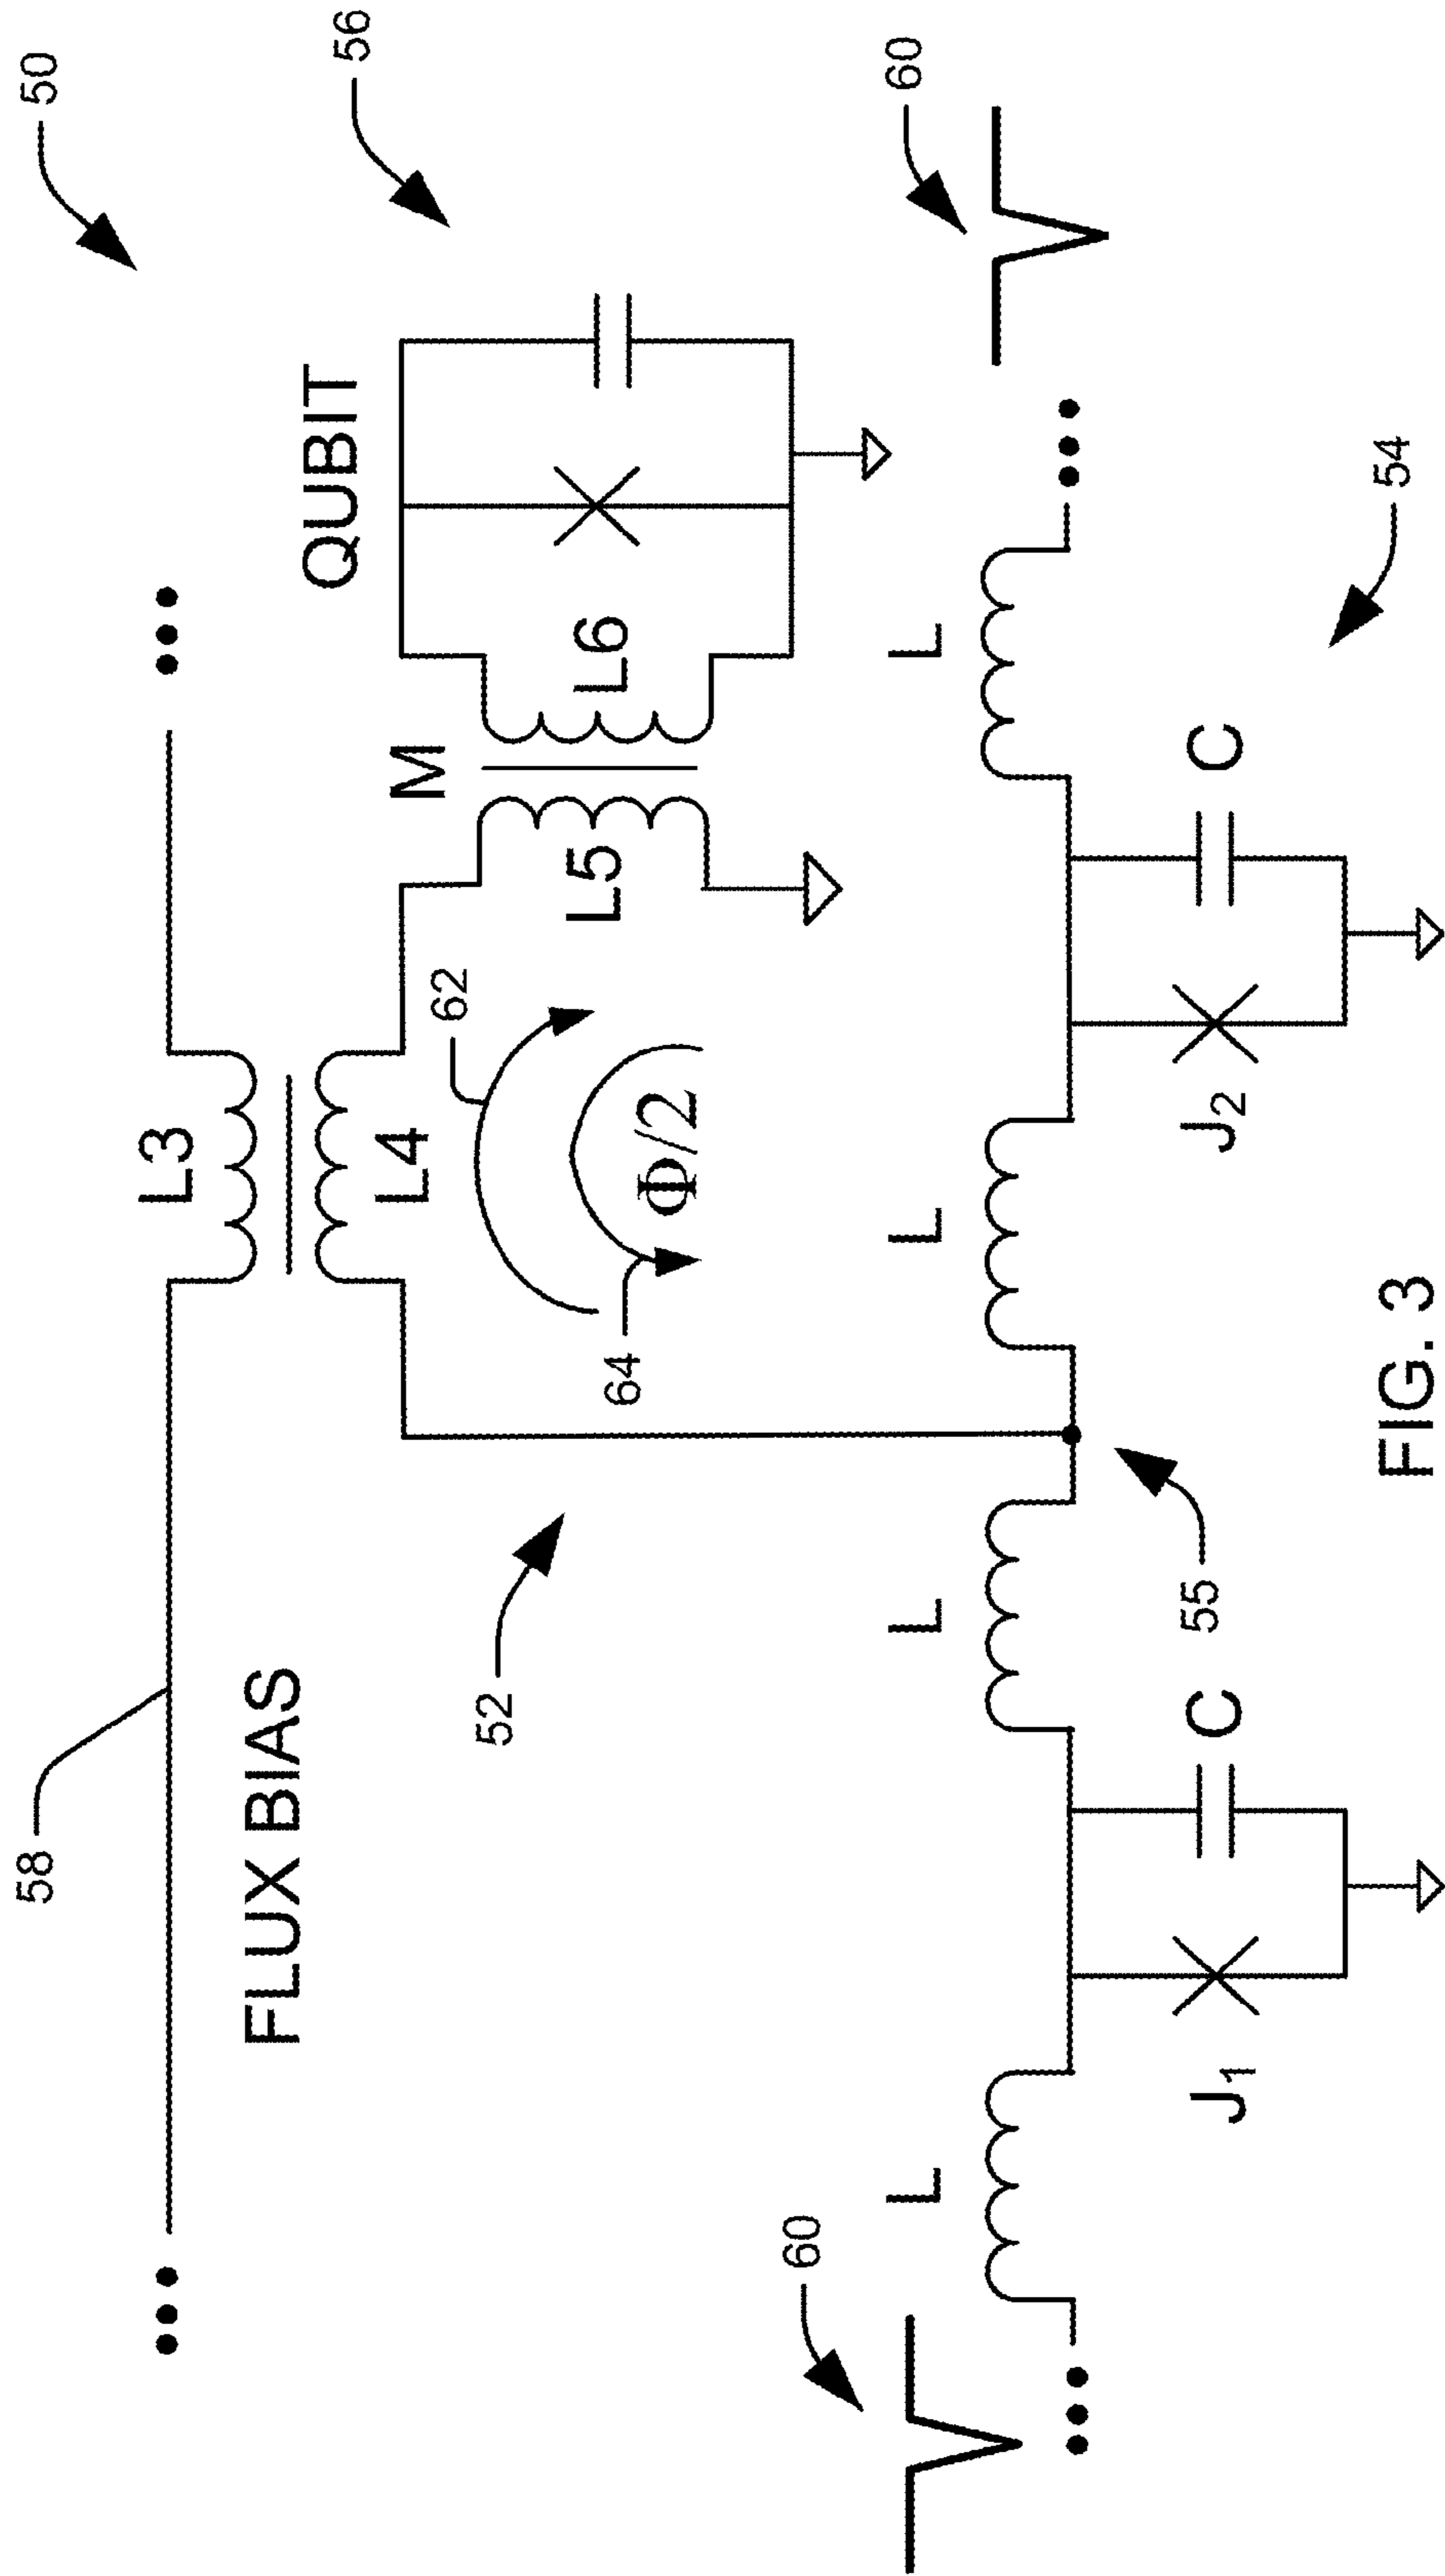 50
58
FLUX BIAS
L3
QUBIT
56
L4
M
62
52
Φ/2
64
L5
L6
60
60
L
L
L
L
55
J1
C
J2
C
54
FIG. 3